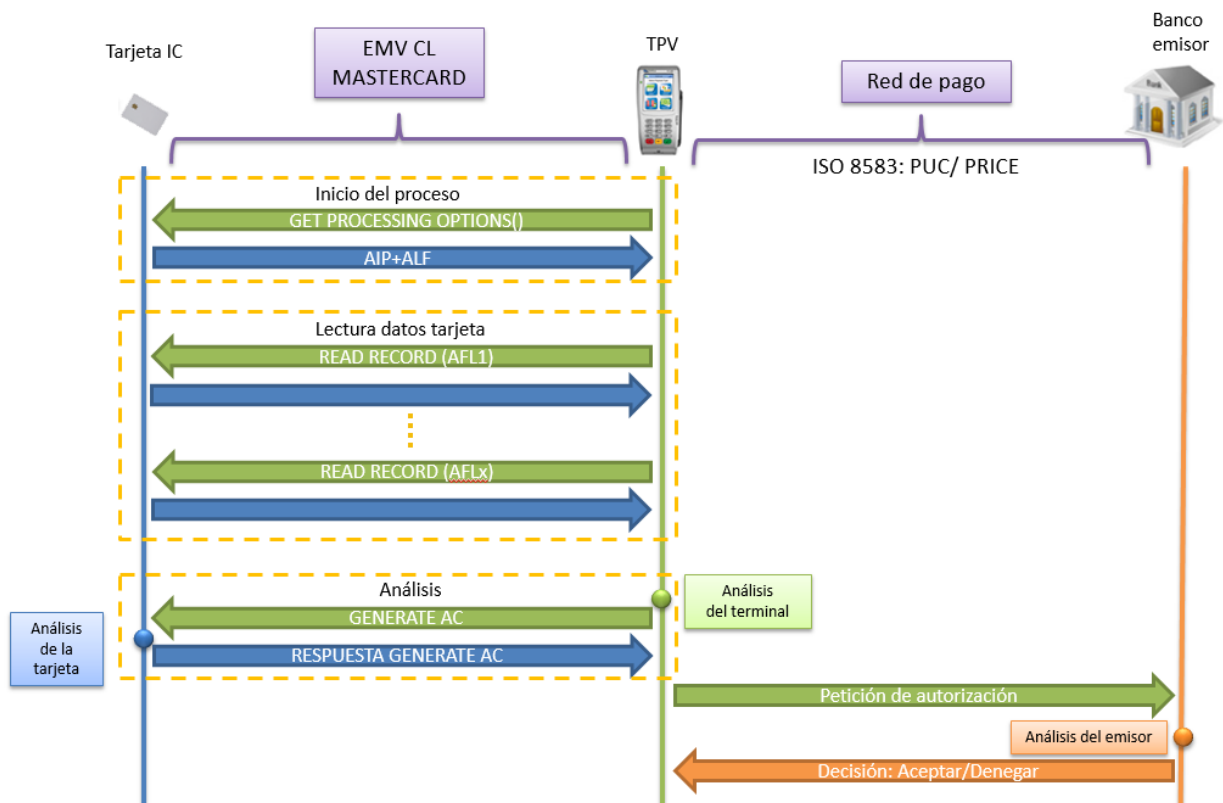 Tarjeta IC
EMV CL
MASTERCARD
TPV
Red de pago
Banco
emisor
Bank
ISO 8583: PUC/ PRICE
Inicio del proceso
GET PROCESSING OPTIONS()
AIP+ALF
Lectura datos tarjeta
READ RECORD (AFL1)
READ RECORD (AFLx)
Análisis
GENERATE AC
RESPUESTA GENERATE AC
Análisis
del terminal
Análisis
de la
tarjeta
Petición de autorización
Análisis del emisor
Decisión: Aceptar/Denegar